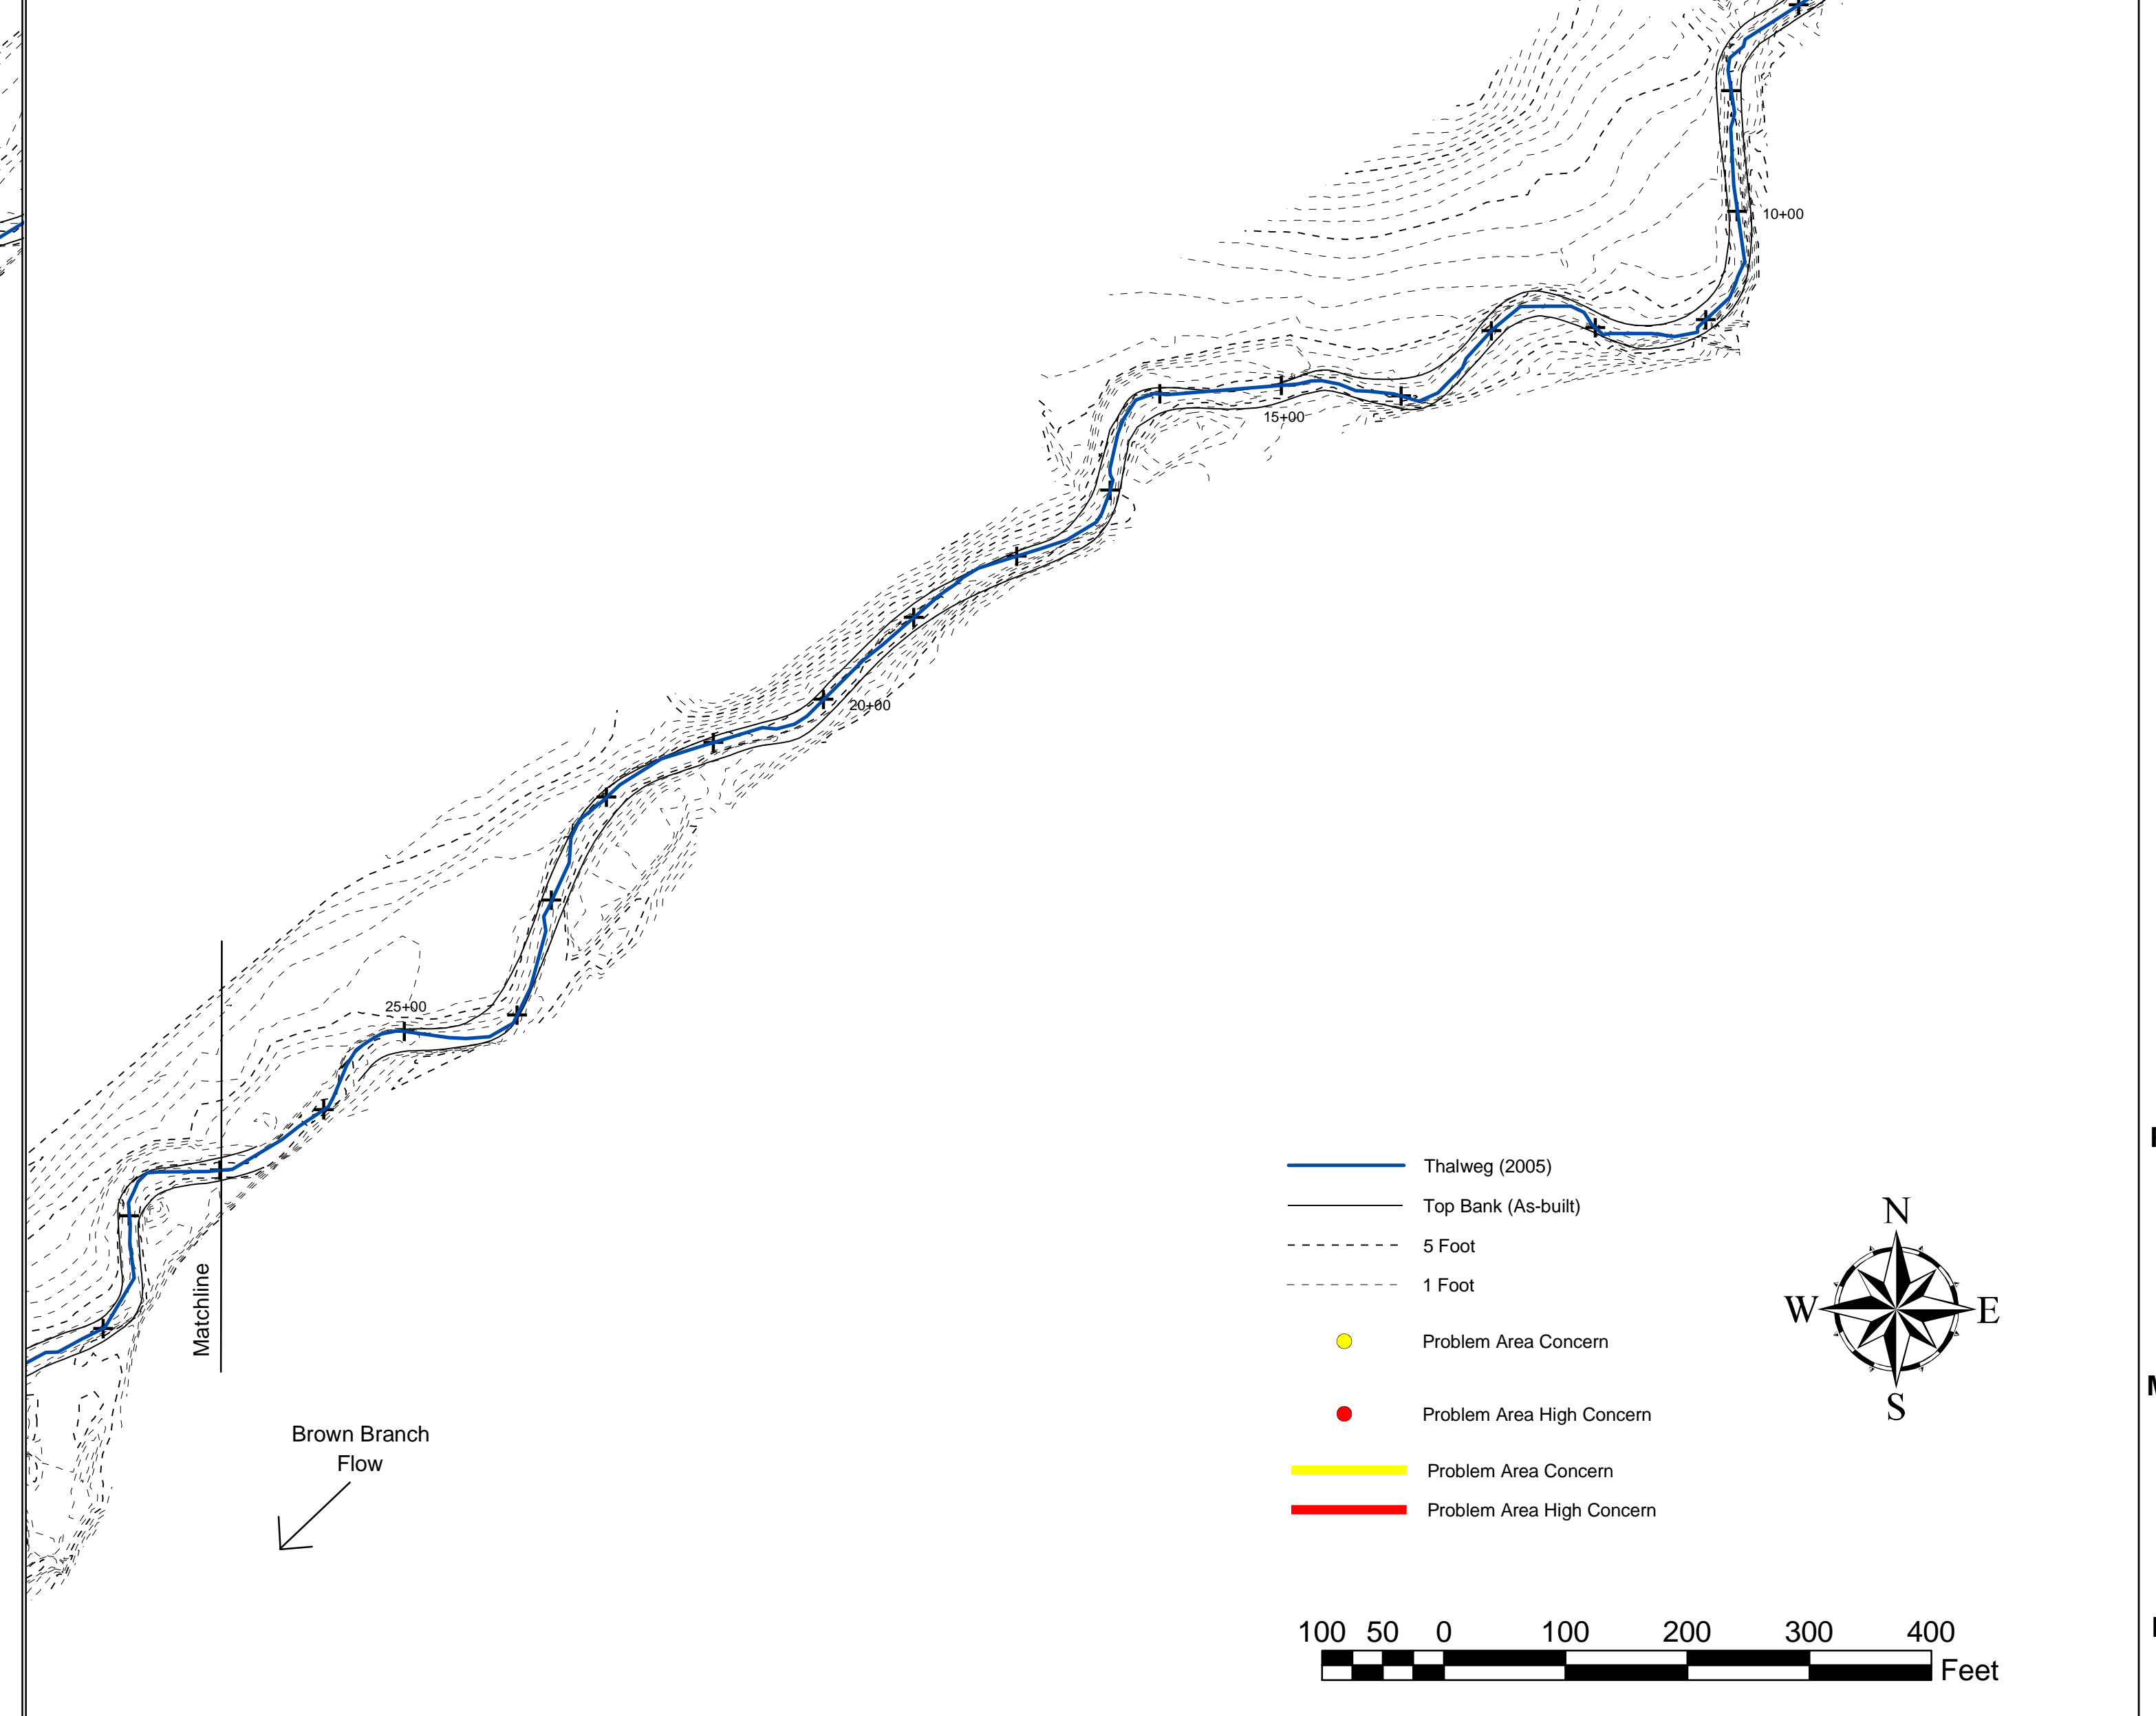 10+00
15+00
20+00
25+00
Matchline
Brown Branch
Flow
Thalweg (2005)
Top Bank (As-built)
5 Foot
1 Foot
Problem Area Concern
Problem Area High Concern
Problem Area Concern
Problem Area High Concern
N
W E
S
100 50 0 100 200 300 400
Feet